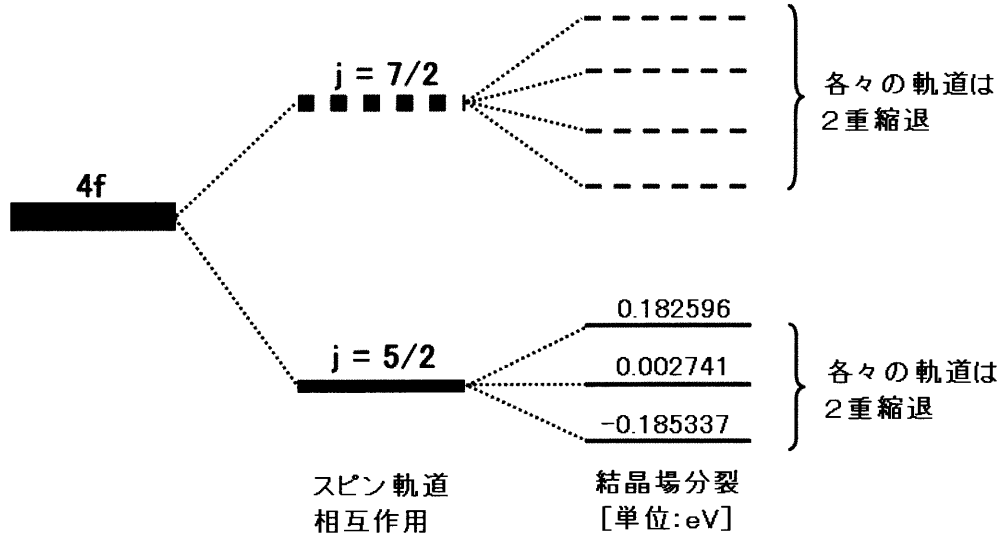 j = 7/2
各々の軌道は
２重縮退
4f
0.182596
j = 5/2
0.002741
各々の軌道は
２重縮退
-0.185337
スピン軌道
相互作用
結晶場分裂
[単位:eV]